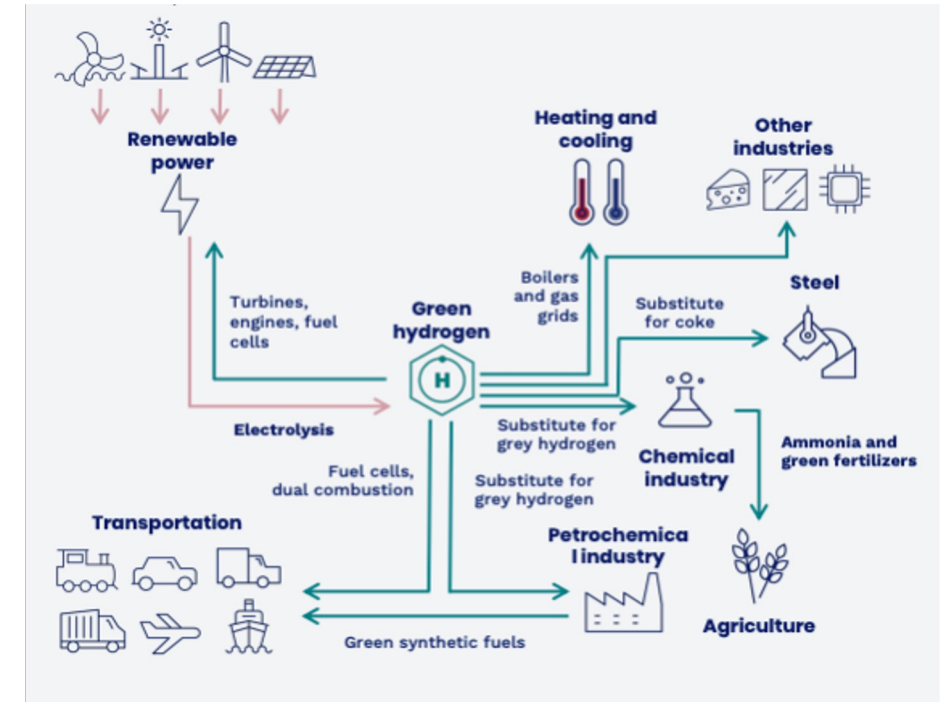 Renewable
power
Heating and
cooling
Other
industries
Turbines,
engines, fuel
cells
Boilers
and gas
grids
Green
hydrogen
H
Substitute
for coke
Steel
Electrolysis
Substitute for
grey hydrogen
Chemical
industry
Ammonia and
green fertilizers
Fuel cells,
dual combustion
Substitute for
grey hydrogen
Transportation
Petrochemica
l industry
Agriculture
Green synthetic fuels